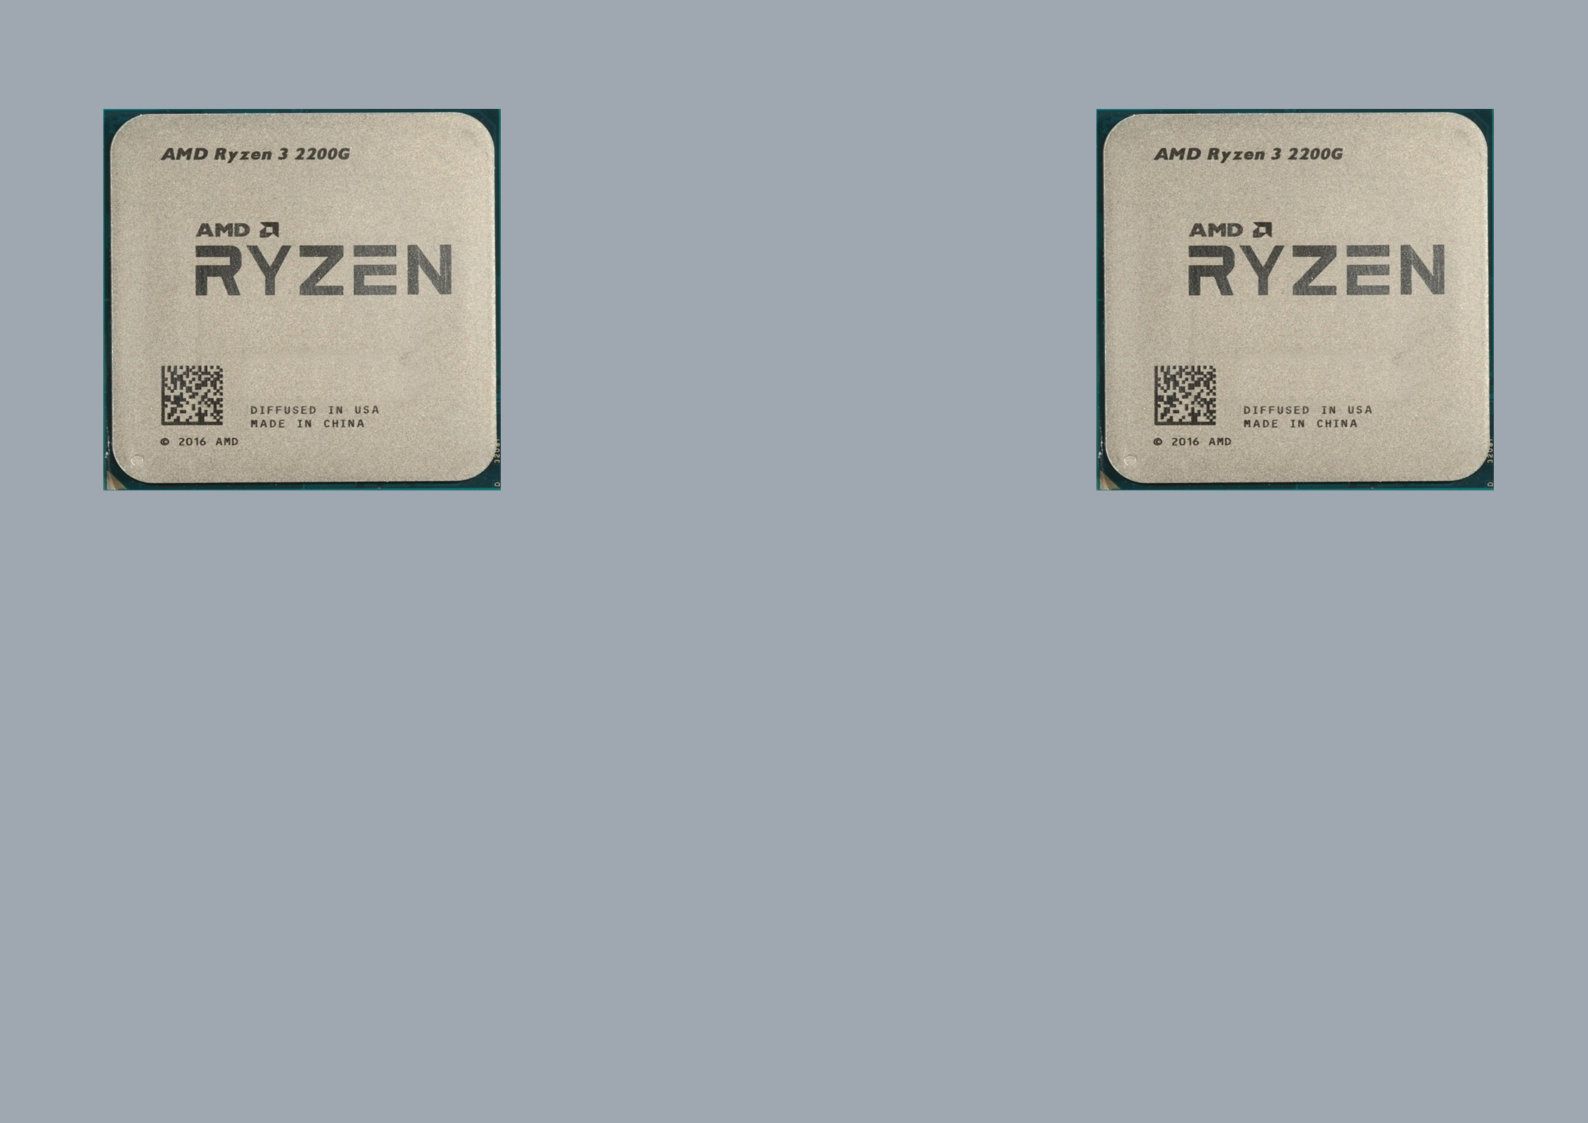 AMD Ryzen 3 2200G
AMD
RYZEN
DIFFUSED IN USA
MADE IN CHINA
© 2016 AMD
AMD Ryzen 3 2200G
AMD
RYZEN
DIFFUSED IN USA
MADE IN CHINA
© 2016 AMD